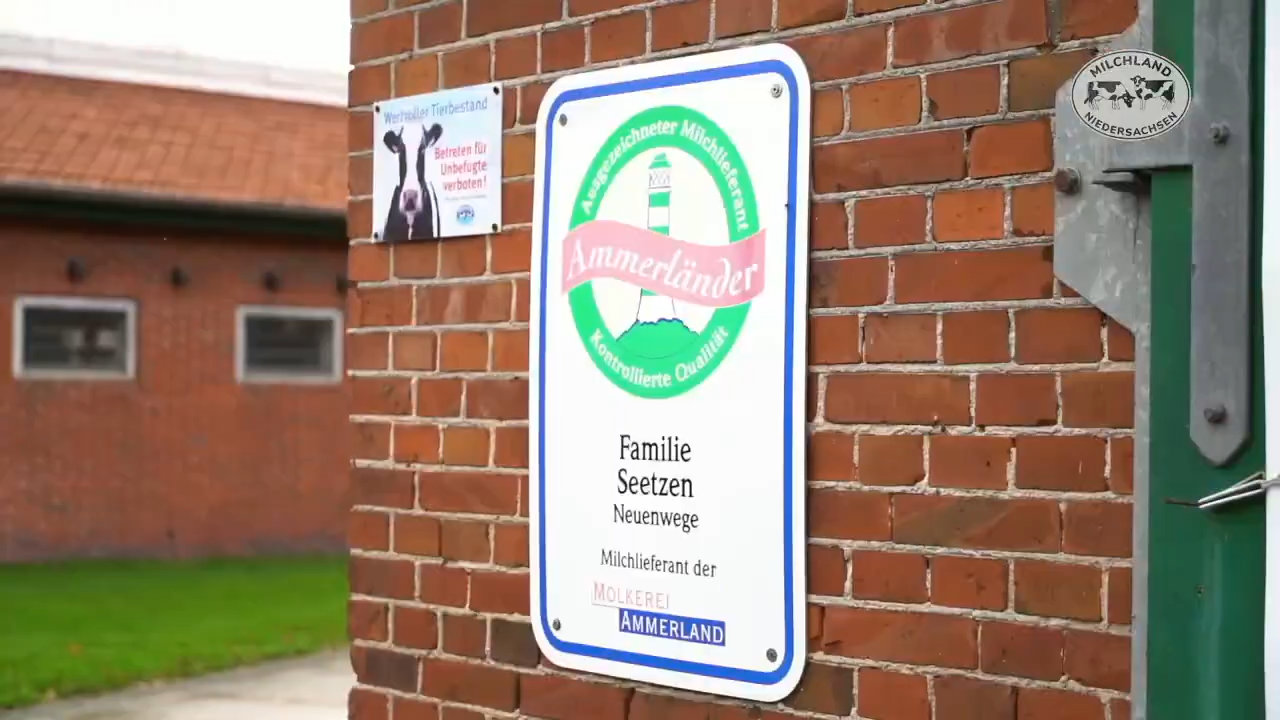 MILCHLAND
NIEDERSACHSEN
Wertvoller Tierbestand
Betreten für
Unbefugte
verboten!
Ausgezeichneter Milchlieferant
Ammerländer
Kontrollierte Qualität
Familie
Seetzen
Neuenwege
Milchlieferant der
MOLKEREI
AMMERLAND